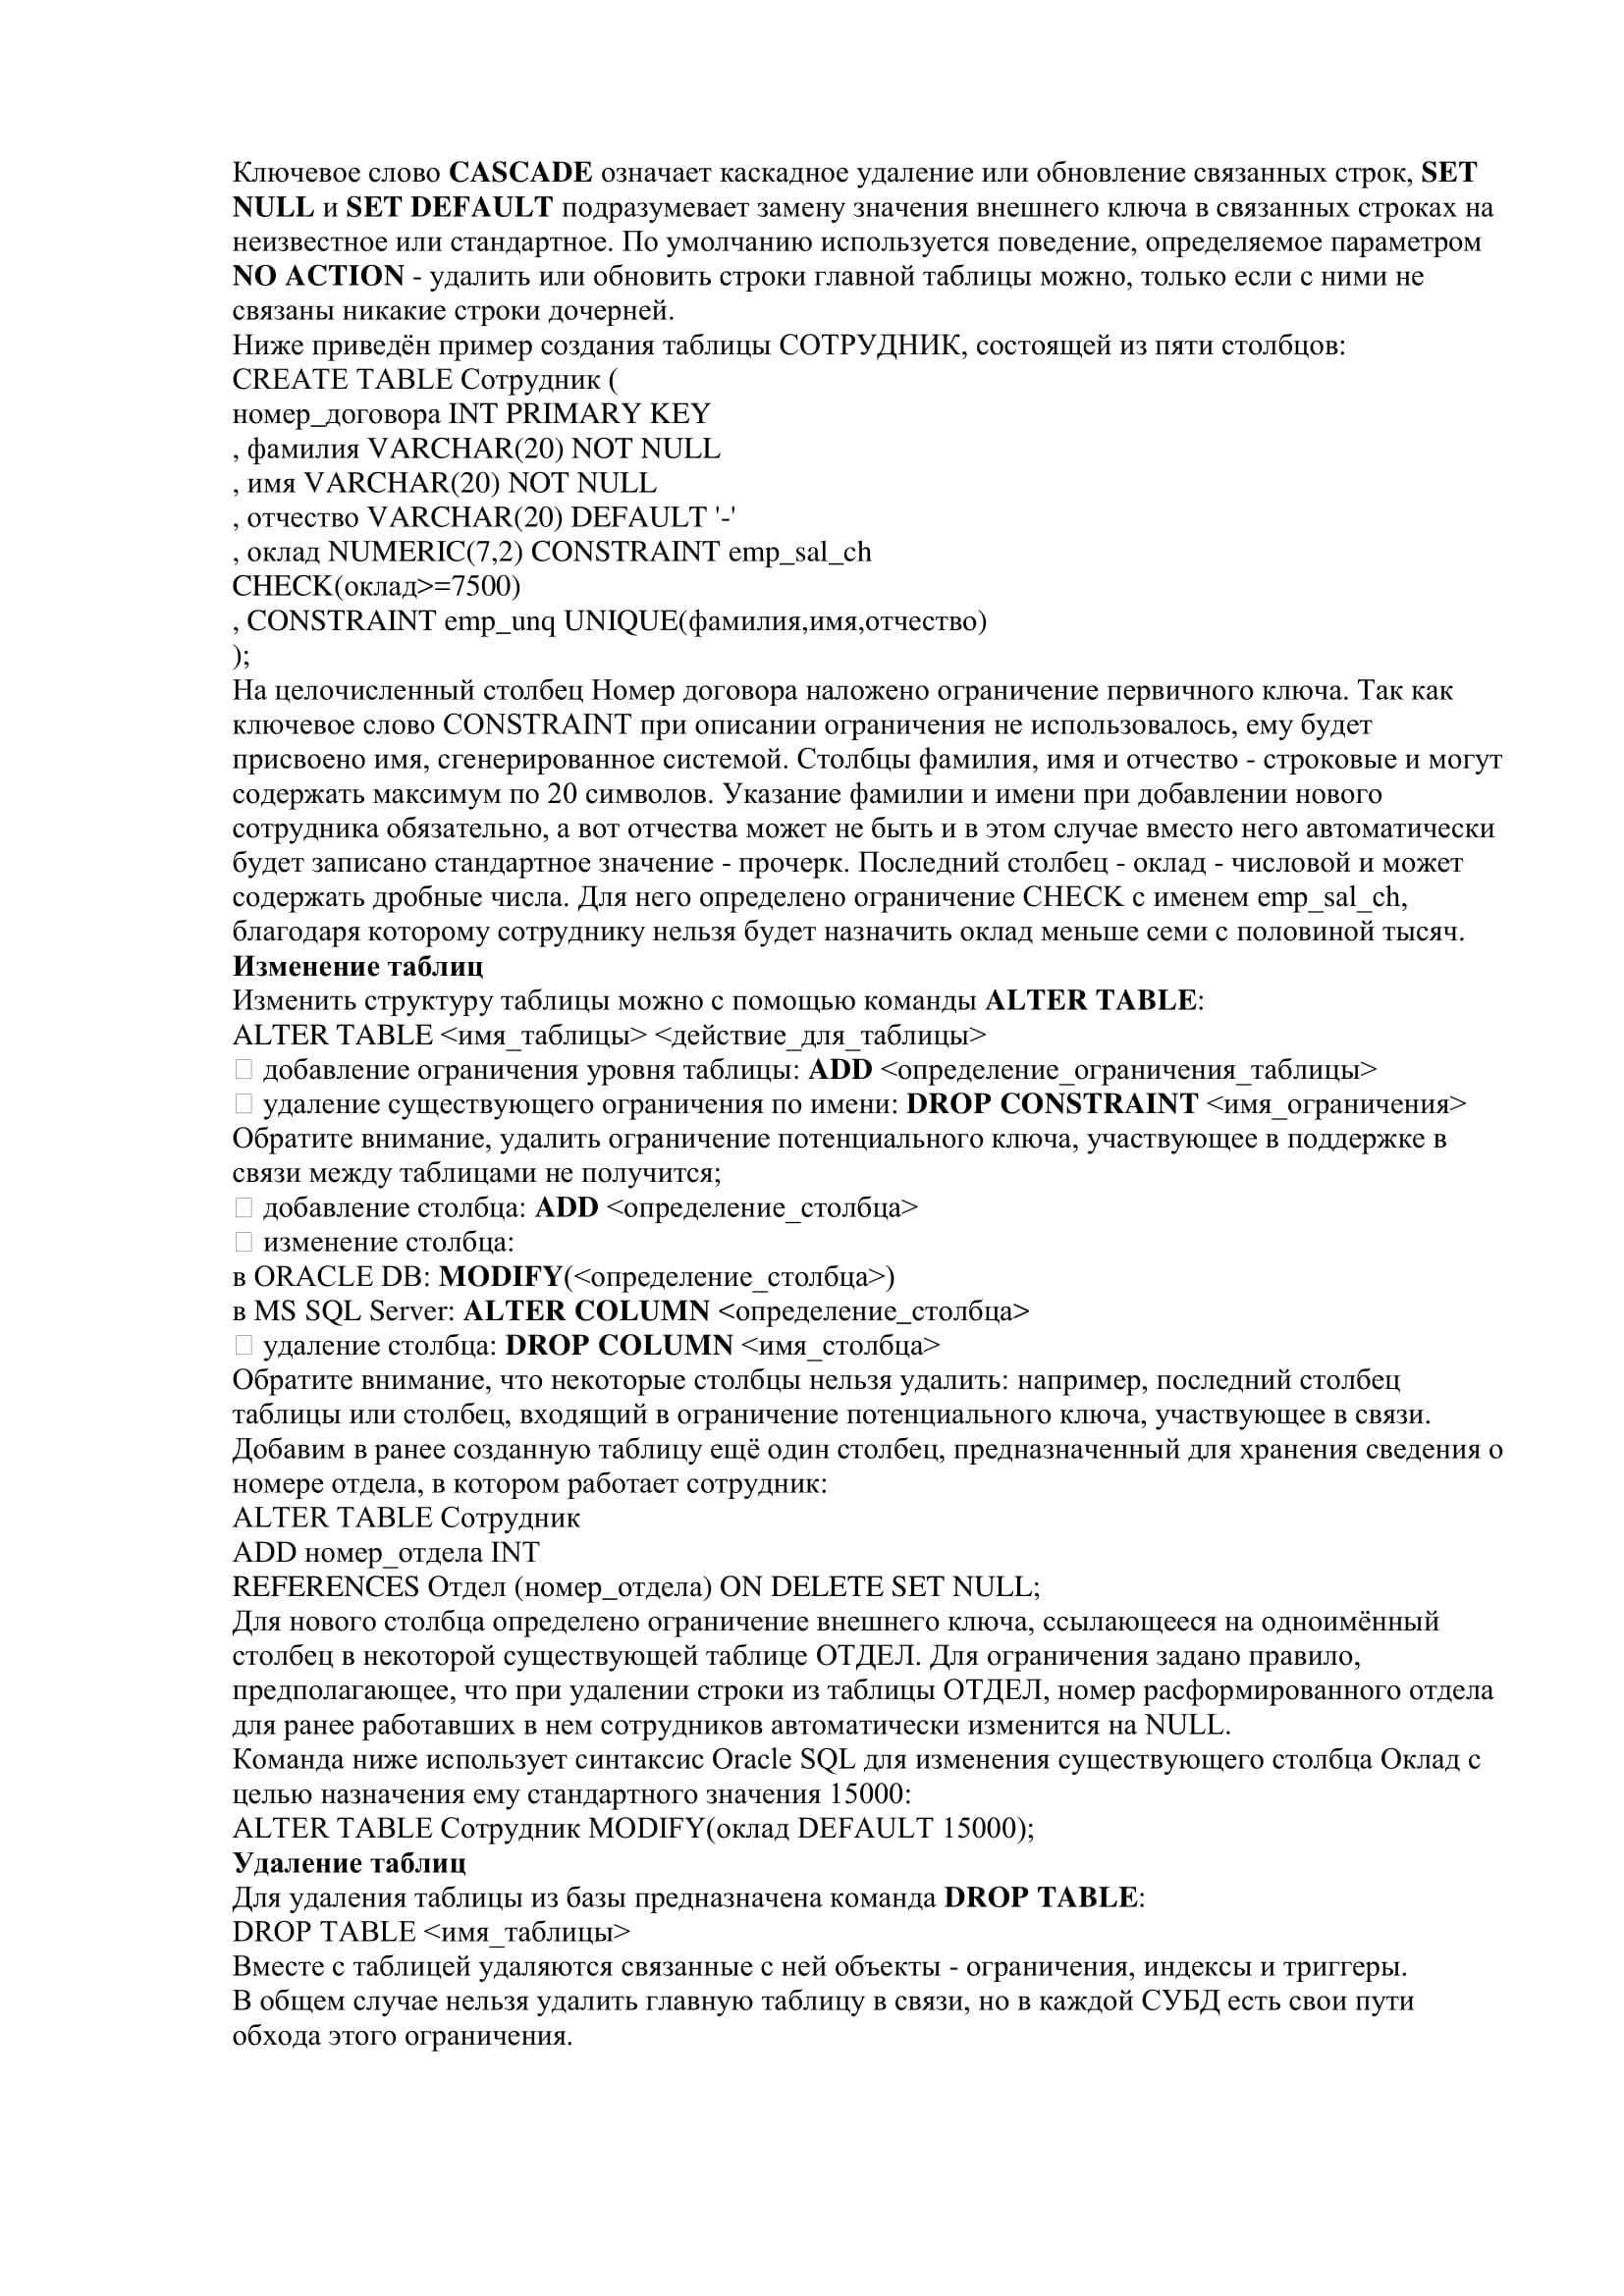 Ключевое слово CASCADE означает каскадное удаление или обновление связанных строк, SET
NULL и SET DEFAULT подразумевает замену значения внешнего ключа в связанных строках на
неизвестное или стандартное. По умолчанию используется поведение, определяемое параметром
NO ACTION - удалить или обновить строки главной таблицы можно, только если с ними не
связаны никакие строки дочерней.
Ниже приведён пример создания таблицы СОТРУДНИК, состоящей из пяти столбцов:
CREATE TABLE Сотрудник (
номер_договора INT PRIMARY KEY
, фамилия VARCHAR(20) NOT NULL
, имя VARCHAR(20) NOT NULL
, отчество VARCHAR(20) DEFAULT '-'
, оклад NUMERIC(7,2) CONSTRAINT emp_sal_ch
CHECK(оклад>=7500)
, CONSTRAINT emp_unq UNIQUE(фамилия,имя,отчество)
);
На целочисленный столбец Номер договора наложено ограничение первичного ключа. Так как
ключевое слово CONSTRAINT при описании ограничения не использовалось, ему будет
присвоено имя, сгенерированное системой. Столбцы фамилия, имя и отчество - строковые и могут
содержать максимум по 20 символов. Указание фамилии и имени при добавлении нового
сотрудника обязательно, а вот отчества может не быть и в этом случае вместо него автоматически
будет записано стандартное значение - прочерк. Последний столбец - оклад - числовой и может
содержать дробные числа. Для него определено ограничение CHECK с именем emp_sal_ch,
благодаря которому сотруднику нельзя будет назначить оклад меньше семи с половиной тысяч.
Изменение таблиц
Изменить структуру таблицы можно с помощью команды ALTER TABLE:
ALTER TABLE <имя_таблицы> <действие_для_таблицы>
 добавление ограничения уровня таблицы: ADD <определение_ограничения_таблицы>
 удаление существующего ограничения по имени: DROP CONSTRAINT <имя_ограничения>
Обратите внимание, удалить ограничение потенциального ключа, участвующее в поддержке в
связи между таблицами не получится;
 добавление столбца: ADD <определение_столбца>
 изменение столбца:
в ORACLE DB: MODIFY(<определение_столбца>)
в MS SQL Server: ALTER COLUMN <определение_столбца>
 удаление столбца: DROP COLUMN <имя_столбца>
Обратите внимание, что некоторые столбцы нельзя удалить: например, последний столбец
таблицы или столбец, входящий в ограничение потенциального ключа, участвующее в связи.
Добавим в ранее созданную таблицу ещё один столбец, предназначенный для хранения сведения о
номере отдела, в котором работает сотрудник:
ALTER TABLE Сотрудник
ADD номер_отдела INT
REFERENCES Отдел (номер_отдела) ON DELETE SET NULL;
Для нового столбца определено ограничение внешнего ключа, ссылающееся на одноимённый
столбец в некоторой существующей таблице ОТДЕЛ. Для ограничения задано правило,
предполагающее, что при удалении строки из таблицы ОТДЕЛ, номер расформированного отдела
для ранее работавших в нем сотрудников автоматически изменится на NULL.
Команда ниже использует синтаксис Oracle SQL для изменения существующего столбца Оклад с
целью назначения ему стандартного значения 15000:
ALTER TABLE Сотрудник MODIFY(оклад DEFAULT 15000);
Удаление таблиц
Для удаления таблицы из базы предназначена команда DROP TABLE:
DROP TABLE <имя_таблицы>
Вместе с таблицей удаляются связанные с ней объекты - ограничения, индексы и триггеры.
В общем случае нельзя удалить главную таблицу в связи, но в каждой СУБД есть свои пути
обхода этого ограничения.